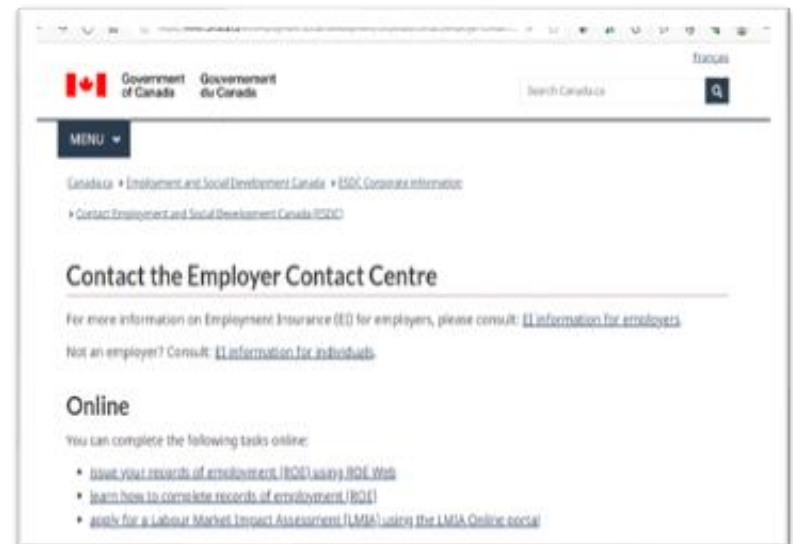 français
Government Gouvernement
of Canada du Canada
Search Canada.ca
MENU
Canada.ca Employment and Social Development Canada ESDC Corporate information
Contact Employment and Social Development Canada (ESDC)
Contact the Employer Contact Centre
For more information on Employment Insurance (EI) for employers, please consult: EI information for employers.
Not an employer? Consult: EI information for individuals.
Online
You can complete the following tasks online:
• issue your records of employment (ROE) using ROE Web
• learn how to complete records of employment (ROE)
• apply for a Labour Market Impact Assessment (LMIA) using the LMIA Online portal